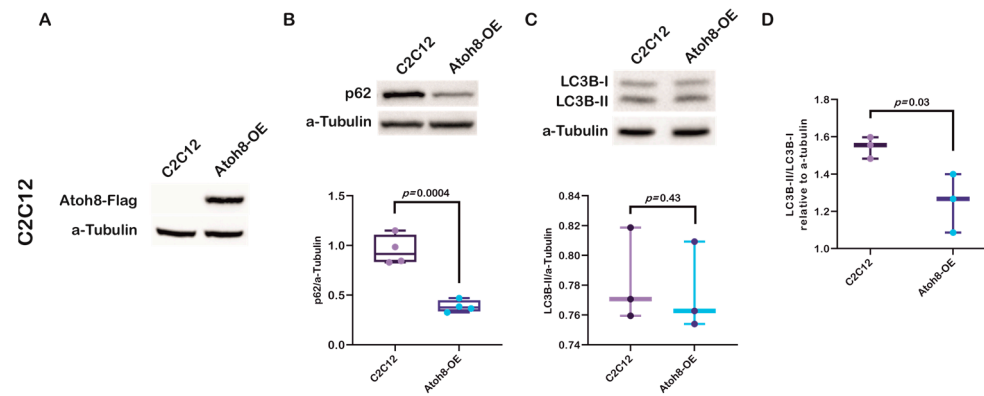 A
C2C12
C2C12
Atoh8-OE
Atoh8-Flag
a-Tubulin
B
C2C12
Atoh8-OE
p62
a-Tubulin
p62/a-Tubulin
1.5
1.0
0.5
0.0
p=0.0004
C2C12
Atoh8-OE
C
C2C12
Atoh8-OE
LC3B-I
LC3B-II
a-Tubulin
LC3B-II/a-Tubulin
0.84
0.82
0.80
0.78
0.76
0.74
p=0.43
C2C12
Atoh8-OE
D
LC3B-II/LC3B-I
relative to a-tubulin
1.8
1.6
1.4
1.2
1.0
p=0.03
C2C12
Atoh8-OE